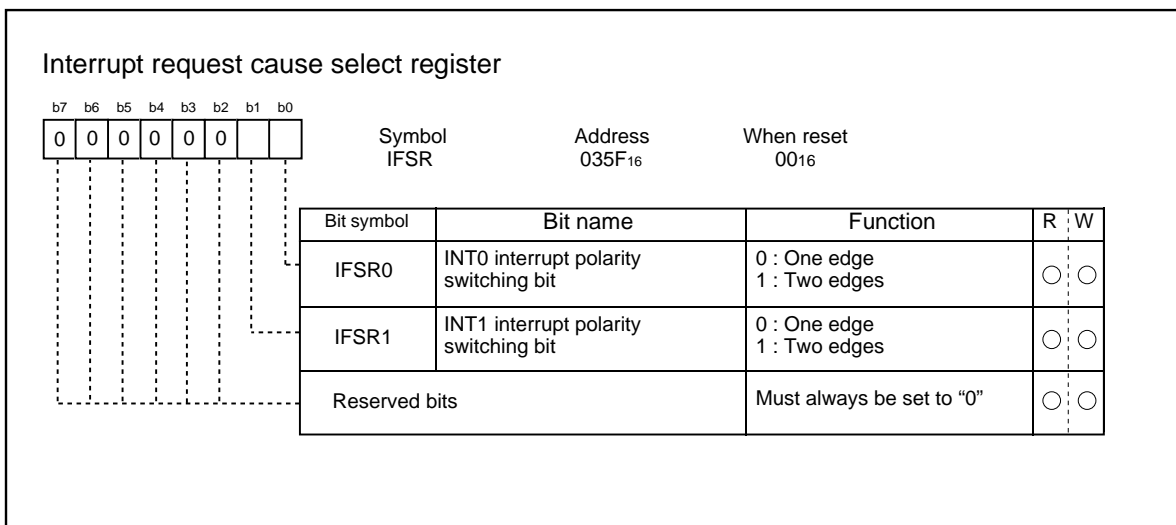 Interrupt request cause select register
b7 b6 b5 b4 b3 b2 b1 b0
0 0 0 0 0 0
Symbol Address When reset
IFSR 035F16 0016
Bit symbol Bit name Function R W
IFSR0 INT0 interrupt polarity 0 : One edge
switching bit 1 : Two edges
IFSR1 INT1 interrupt polarity 0 : One edge
switching bit 1 : Two edges
Reserved bits Must always be set to “0”